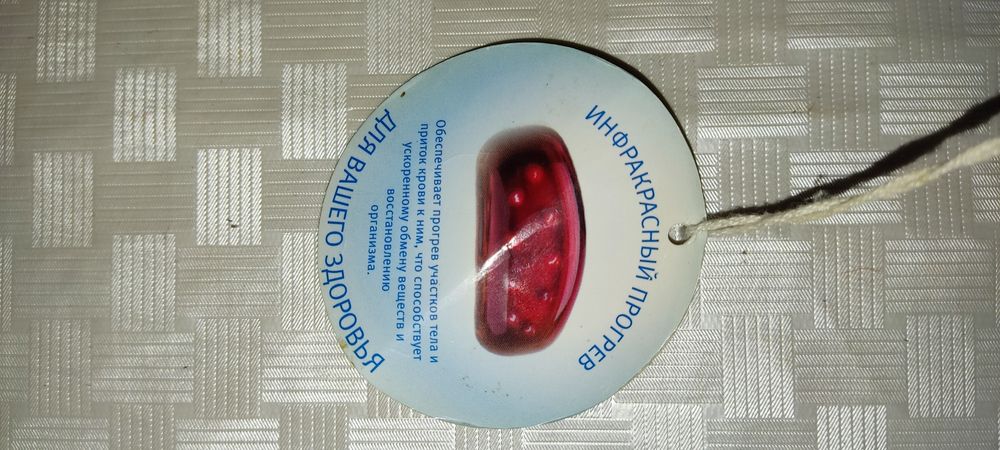 ИНФРАКРАСНЫЙ ПРОГРЕВ
Обеспечивает прогрев участков тела и
приток крови к ним, что способствует
ускоренному обмену веществ и
восстановлению
организма.
ДЛЯ ВАШЕГО ЗДОРОВЬЯ